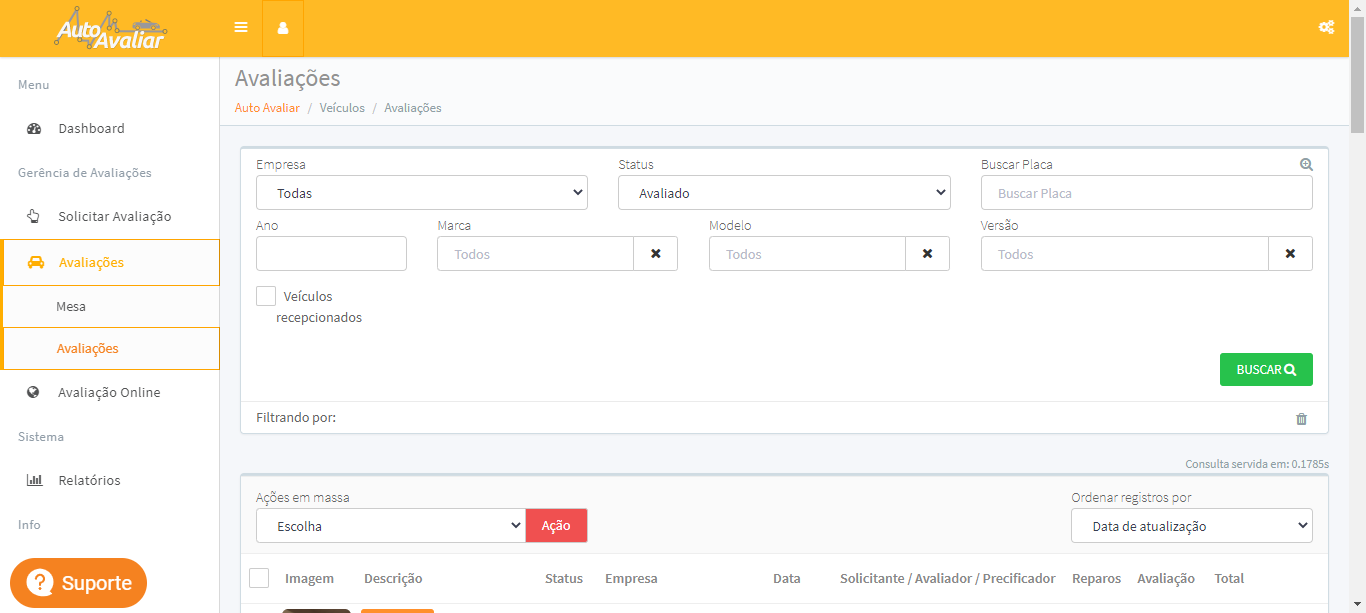 Auto Avaliar
Avaliações
Auto Avaliar / Veículos / Avaliações
Menu
Dashboard
Gerência de Avaliações
Solicitar Avaliação
Avaliações
Mesa
Avaliações
Avaliação Online
Sistema
Relatórios
Info
Suporte
Empresa
Todas
Status
Avaliado
Buscar Placa
Buscar Placa
Ano
Marca
Todos
Modelo
Todos
Versão
Todos
Veículos
recepcionados
BUSCAR
Filtrando por:
Consulta servida em: 0.1785s
Ações em massa
Escolha
Ação
Ordenar registros por
Data de atualização
Imagem Descrição Status Empresa Data Solicitante / Avaliador / Precificador Reparos Avaliação Total